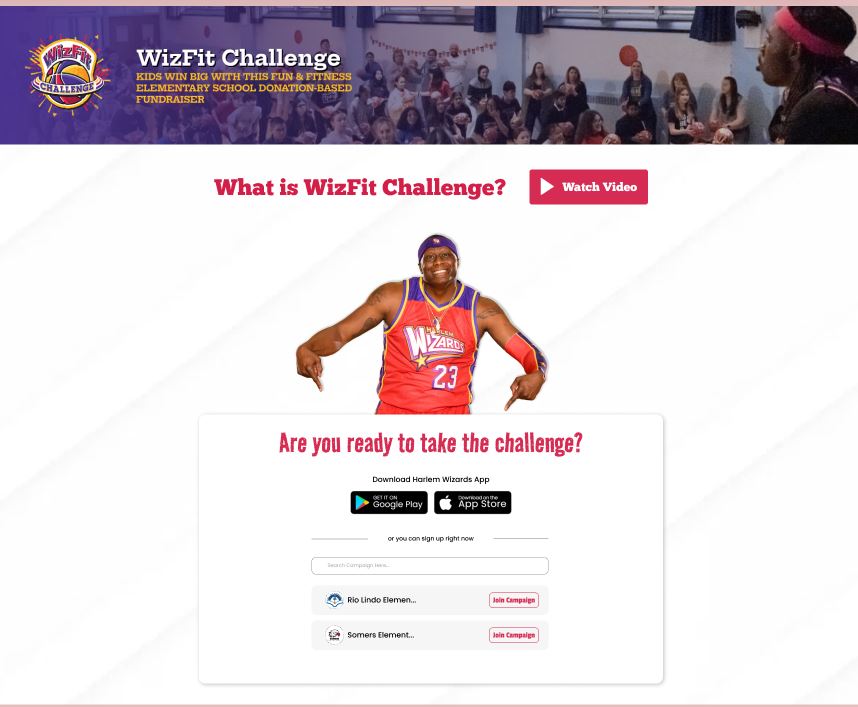 WizFit
CHALLENGE
WizFit Challenge
KIDS WIN BIG WITH THIS FUN & FITNESS
ELEMENTARY SCHOOL DONATION-BASED
FUNDRAISER
What is WizFit Challenge?
Watch Video
HARLEM
WIZARDS
23
Are you ready to take the challenge?
Download Harlem Wizards App
GET IT ON
Google Play
Download on the
App Store
or you can sign up right now
Search Campaign here...
Rio Lindo Elemen...
Join Campaign
Somers Element...
Join Campaign